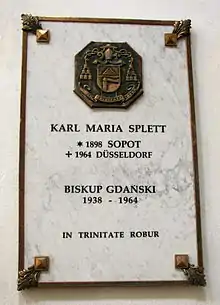 KARL MARIA SPLETT
* 1898 SOPOT
+ 1964 DÜSSELDORF
BISKUP GDAŃSKI
1938 - 1964
IN TRINITATE ROBUR